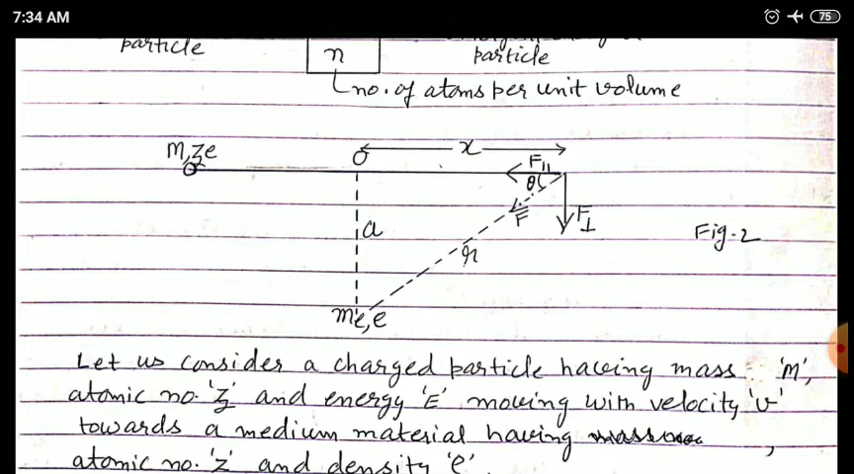 7:34 AM
75
particle
n
particle
no. of atoms per unit volume
M, ze
O
x
F||
θ
F
F⊥
a
r
Fig-2
me, e
Let us consider a charged particle having mass 'M',
atomic no. 'z' and energy 'E' moving with velocity 'v'
towards a medium material having ,
atomic no. 'z' and density 'ρ'.